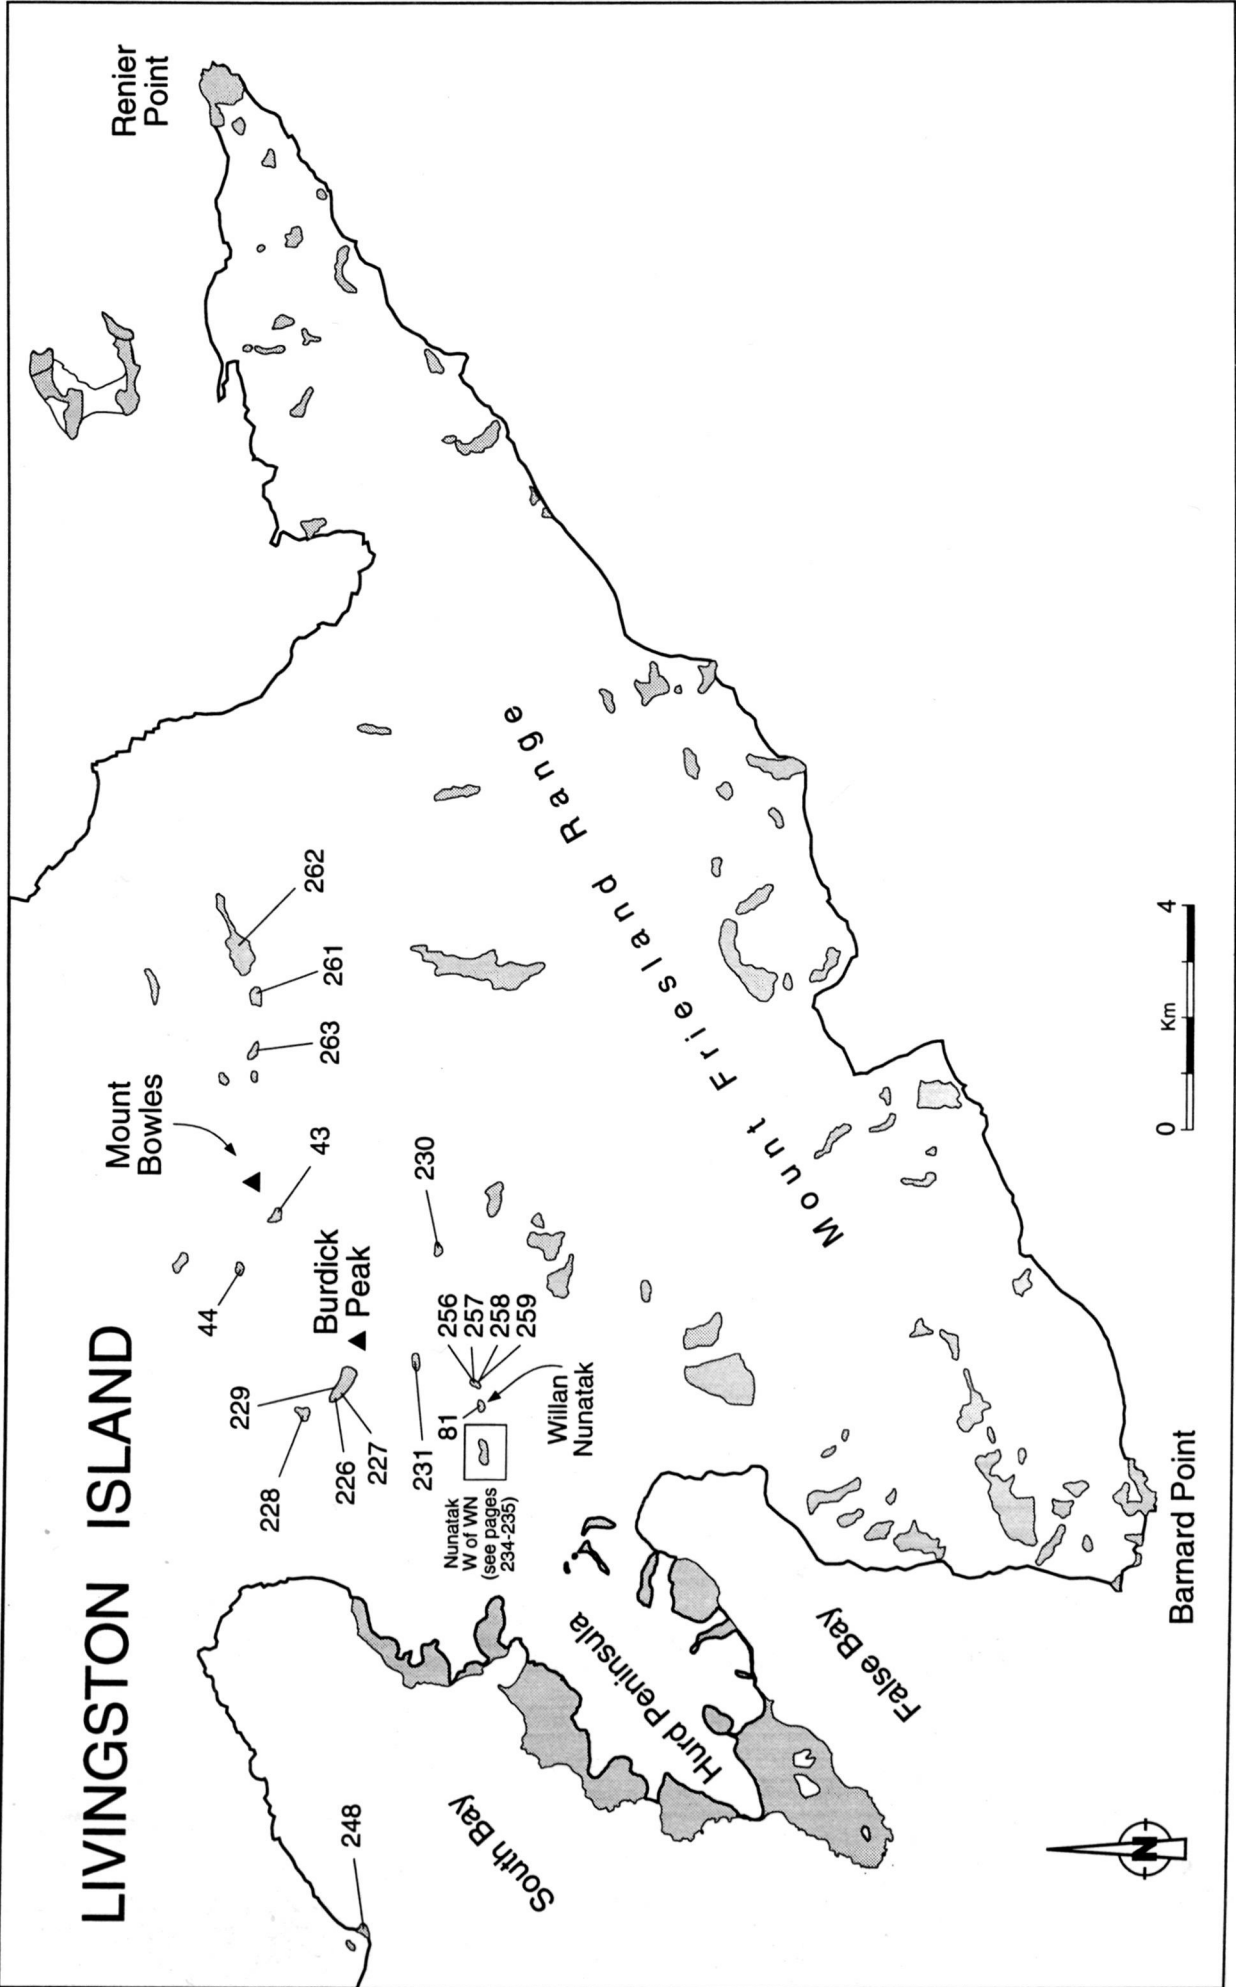 LIVINGSTON ISLAND
Renier
Point
Mount
Bowles
262
261
263
43
44
Burdick
Peak
230
229
228
226
227
231
256
257
258
259
81
Willan
Nunatak
Nunatak
W of WN
(see pages
234-235)
248
South Bay
Hurd Peninsula
False Bay
Mount Friesland Range
Barnard Point
0 Km 4
N